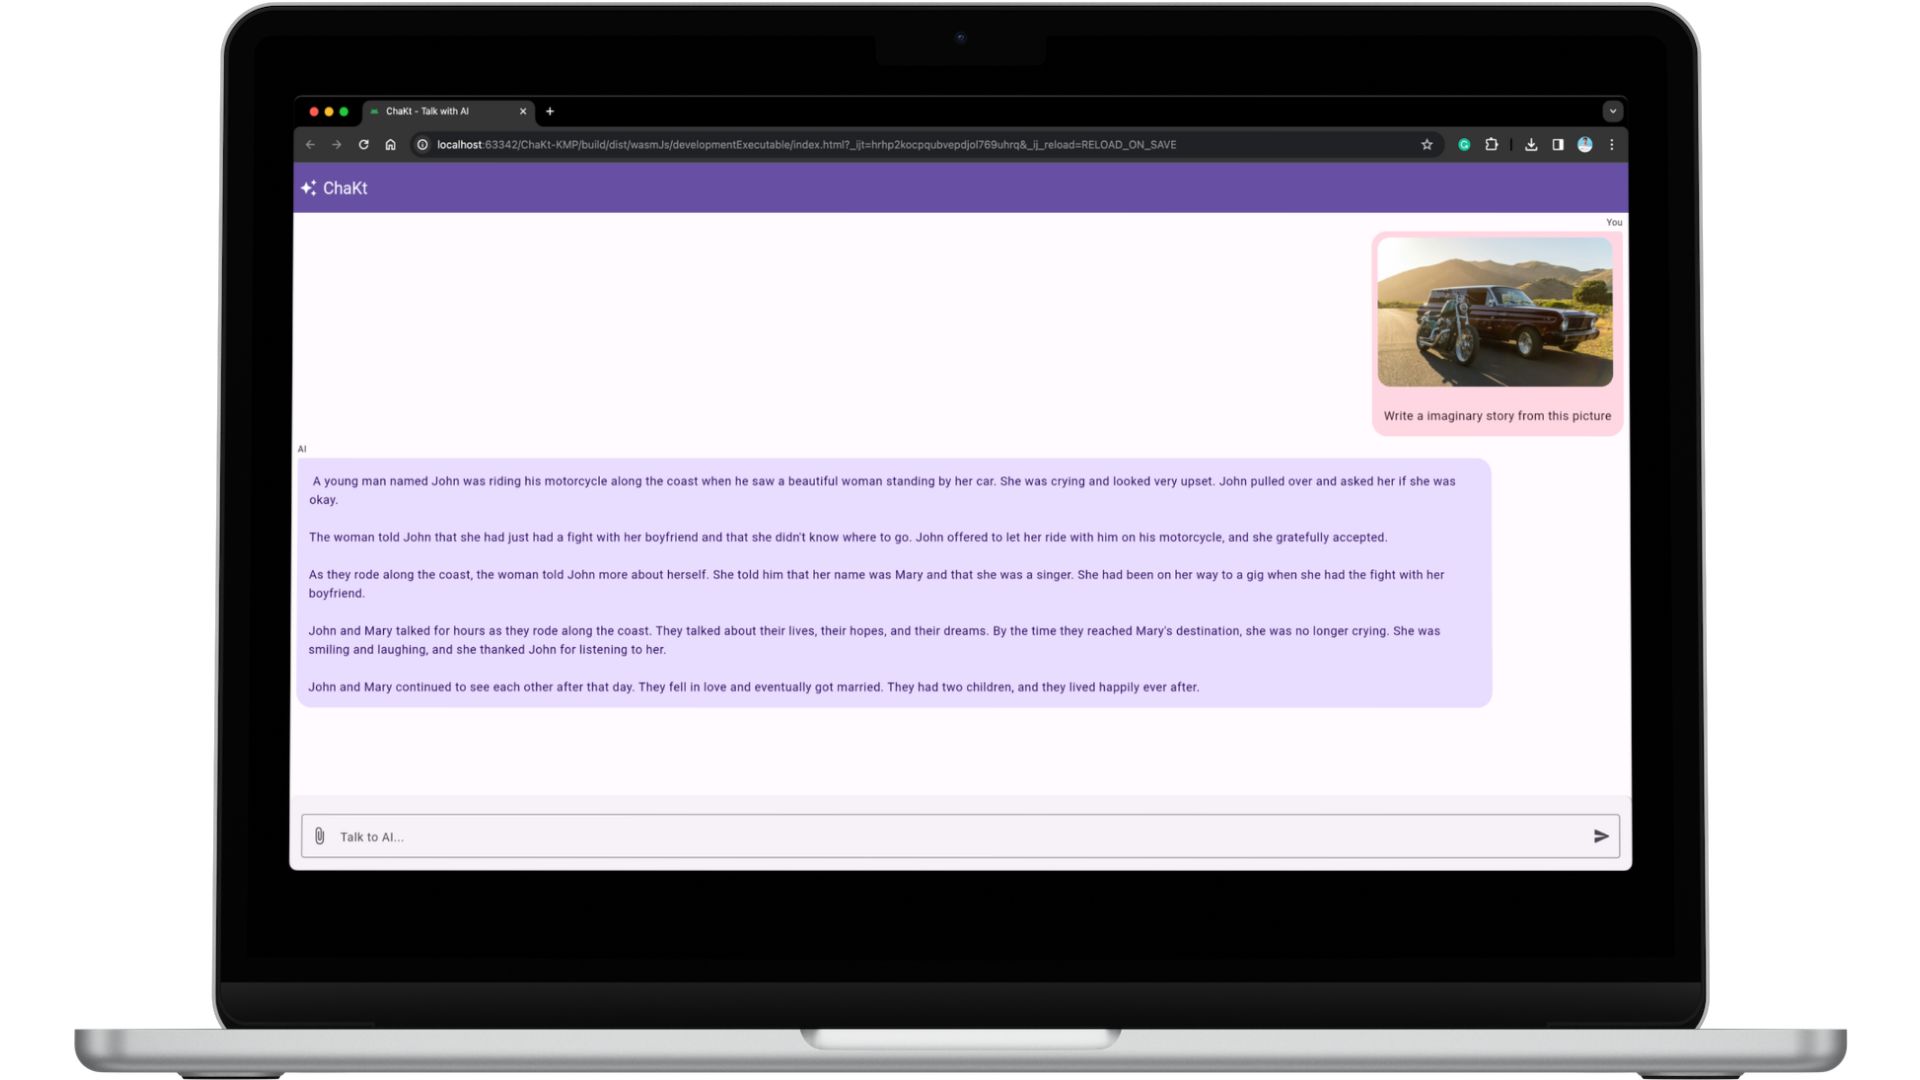 ChaKt - Talk with AI
localhost:63342/ChaKt-KMP/build/dist/wasmJs/developmentExecutable/index.html?_ijt=hrhp2kocpqubvepdjol769uhrq&_ij_reload=RELOAD_ON_SAVE
ChaKt
You
Write a imaginary story from this picture
AI
A young man named John was riding his motorcycle along the coast when he saw a beautiful woman standing by her car. She was crying and looked very upset. John pulled over and asked her if she was
okay.
The woman told John that she had just had a fight with her boyfriend and that she didn't know where to go. John offered to let her ride with him on his motorcycle, and she gratefully accepted.
As they rode along the coast, the woman told John more about herself. She told him that her name was Mary and that she was a singer. She had been on her way to a gig when she had the fight with her
boyfriend.
John and Mary talked for hours as they rode along the coast. They talked about their lives, their hopes, and their dreams. By the time they reached Mary's destination, she was no longer crying. She was
smiling and laughing, and she thanked John for listening to her.
John and Mary continued to see each other after that day. They fell in love and eventually got married. They had two children, and they lived happily ever after.
Talk to AI...